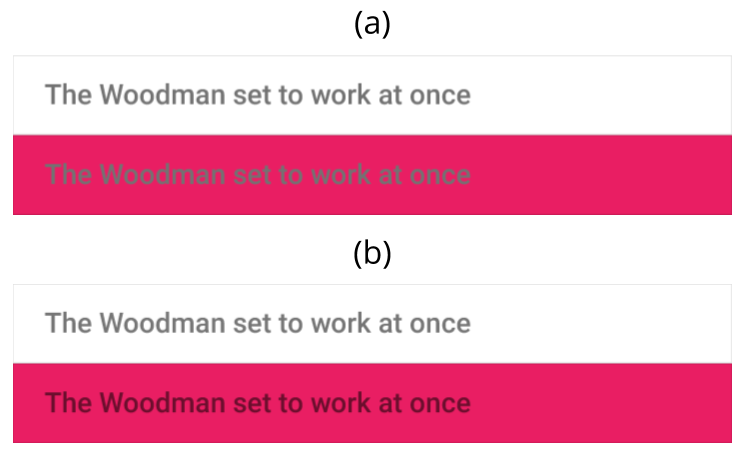 (a)
The Woodman set to work at once
The Woodman set to work at once
(b)
The Woodman set to work at once
The Woodman set to work at once